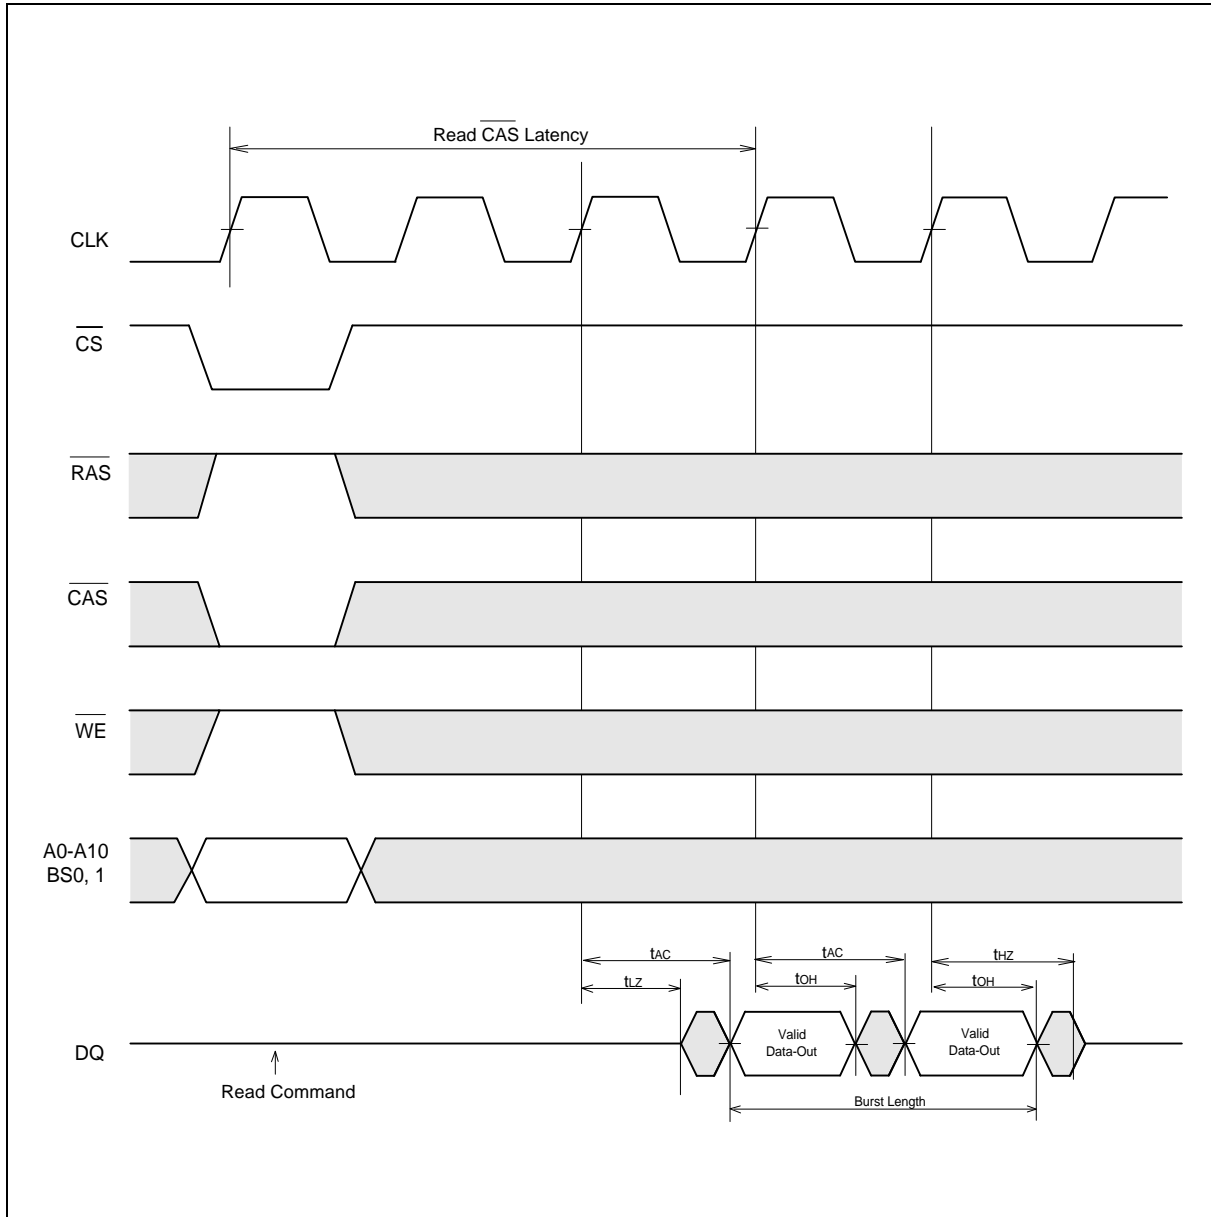 Read CAS Latency
CLK
CS
RAS
CAS
WE
A0-A10
BS0, 1
tAC
tAC
tHZ
tLZ
tOH
tOH
DQ
Valid
Data-Out
Valid
Data-Out
Read Command
Burst Length